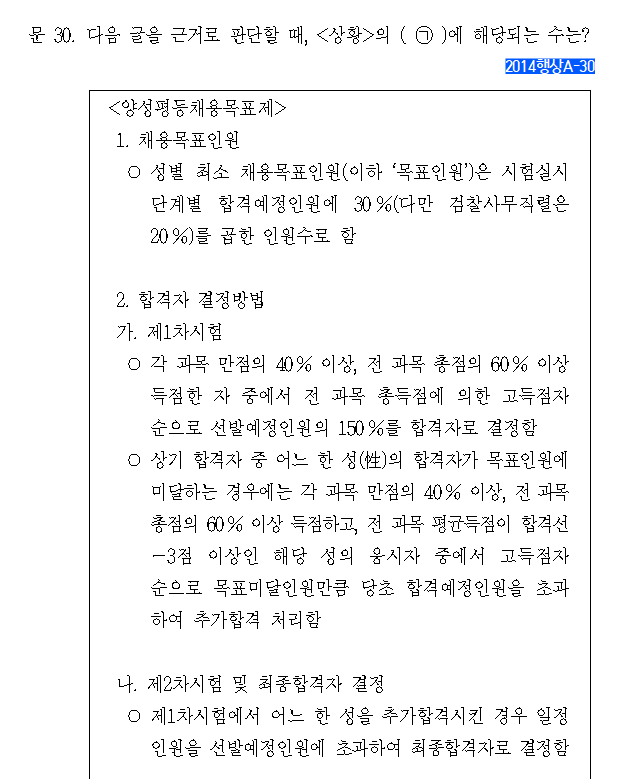 문 30. 다음 글을 근거로 판단할 때, <상황>의 ( ㉠ )에 해당되는 수는?
2014행상A-30
<양성평등채용목표제>
1. 채용목표인원
○ 성별 최소 채용목표인원(이하 ‘목표인원’)은 시험실시
단계별 합격예정인원에 30%(다만 검찰사무직렬은
20%)를 곱한 인원수로 함
2. 합격자 결정방법
가. 제1차시험
○ 각 과목 만점의 40% 이상, 전 과목 총점의 60% 이상
득점한 자 중에서 전 과목 총득점에 의한 고득점자
순으로 선발예정인원의 150%를 합격자로 결정함
○ 상기 합격자 중 어느 한 성(性)의 합격자가 목표인원에
미달하는 경우에는 각 과목 만점의 40% 이상, 전 과목
총점의 60% 이상 득점하고, 전 과목 평균득점이 합격선
-3점 이상인 해당 성의 응시자 중에서 고득점자
순으로 목표미달인원만큼 당초 합격예정인원을 초과
하여 추가합격 처리함
나. 제2차시험 및 최종합격자 결정
○ 제1차시험에서 어느 한 성을 추가합격시킨 경우 일정
인원을 선발예정인원에 초과하여 최종합격자로 결정함